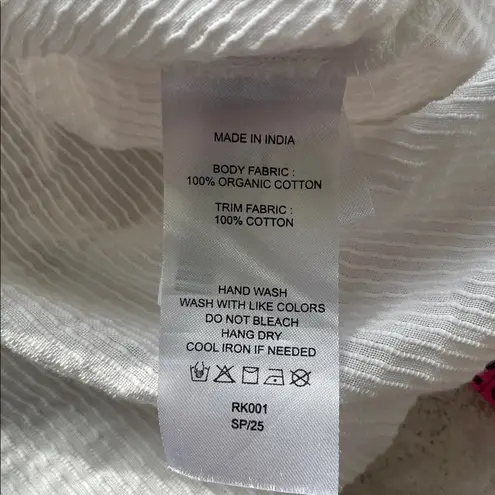 MADE IN INDIA
BODY FABRIC :
100% ORGANIC COTTON
TRIM FABRIC :
100% COTTON
HAND WASH
WASH WITH LIKE COLORS
DO NOT BLEACH
HANG DRY
COOL IRON IF NEEDED
RK001
SP/25